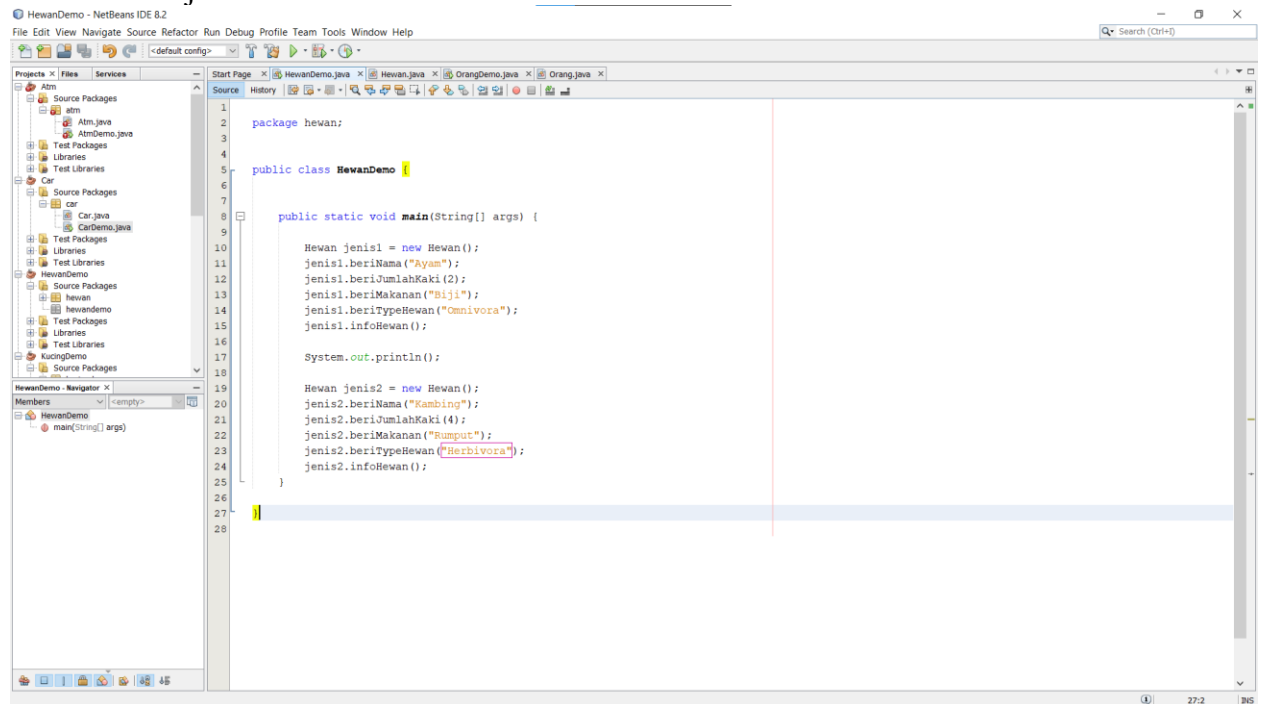 HewanDemo - NetBeans IDE 8.2
File Edit View Navigate Source Refactor Run Debug Profile Team Tools Window Help
Search (Ctrl+I)
<default config>
Projects Files Services
Start Page HewanDemo.java Hewan.java OrangDemo.java Orang.java
Source History
Atm
Source Packages
atm
Atm.java
AtmDemo.java
Test Packages
Libraries
Test Libraries
Car
Source Packages
car
Car.java
CarDemo.java
Test Packages
Libraries
Test Libraries
HewanDemo
Source Packages
hewan
hewandemo
Test Packages
Libraries
Test Libraries
KucingDemo
Source Packages
HewanDemo - Navigator
Members <empty>
HewanDemo
main(String[] args)
1
2 package hewan;
3
4
5 public class HewanDemo {
6
7
8 public static void main(String[] args) {
9
10 Hewan jenis1 = new Hewan();
11 jenis1.beriNama("Ayam");
12 jenis1.beriJumlahKaki(2);
13 jenis1.beriMakanan("Biji");
14 jenis1.beriTypeHewan("Omnivora");
15 jenis1.infoHewan();
16
17 System.out.println();
18
19 Hewan jenis2 = new Hewan();
20 jenis2.beriNama("Kambing");
21 jenis2.beriJumlahKaki(4);
22 jenis2.beriMakanan("Rumput");
23 jenis2.beriTypeHewan("Herbivora");
24 jenis2.infoHewan();
25 }
26
27 }
28
27:2 INS